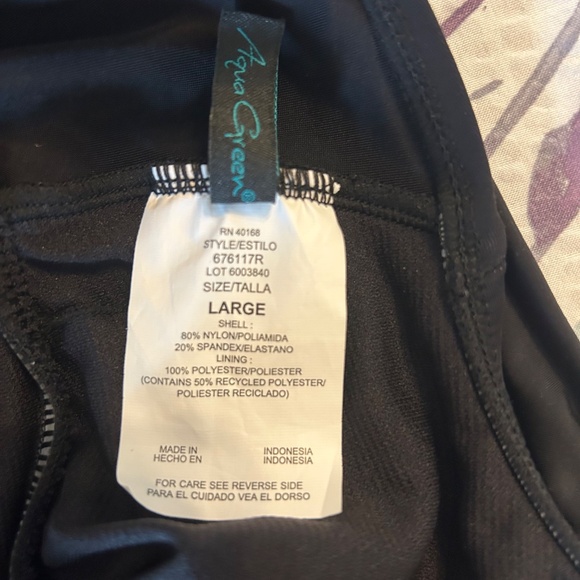 Aqua Green®
RN 40168
STYLE/ESTILO
676117R
LOT 6003840
SIZE/TALLA
LARGE
SHELL :
80% NYLON/POLIAMIDA
20% SPANDEX/ELASTANO
LINING :
100% POLYESTER/POLIESTER
(CONTAINS 50% RECYCLED POLYESTER/
POLIESTER RECICLADO)
MADE IN INDONESIA
HECHO EN INDONESIA
FOR CARE SEE REVERSE SIDE
PARA EL CUIDADO VEA EL DORSO